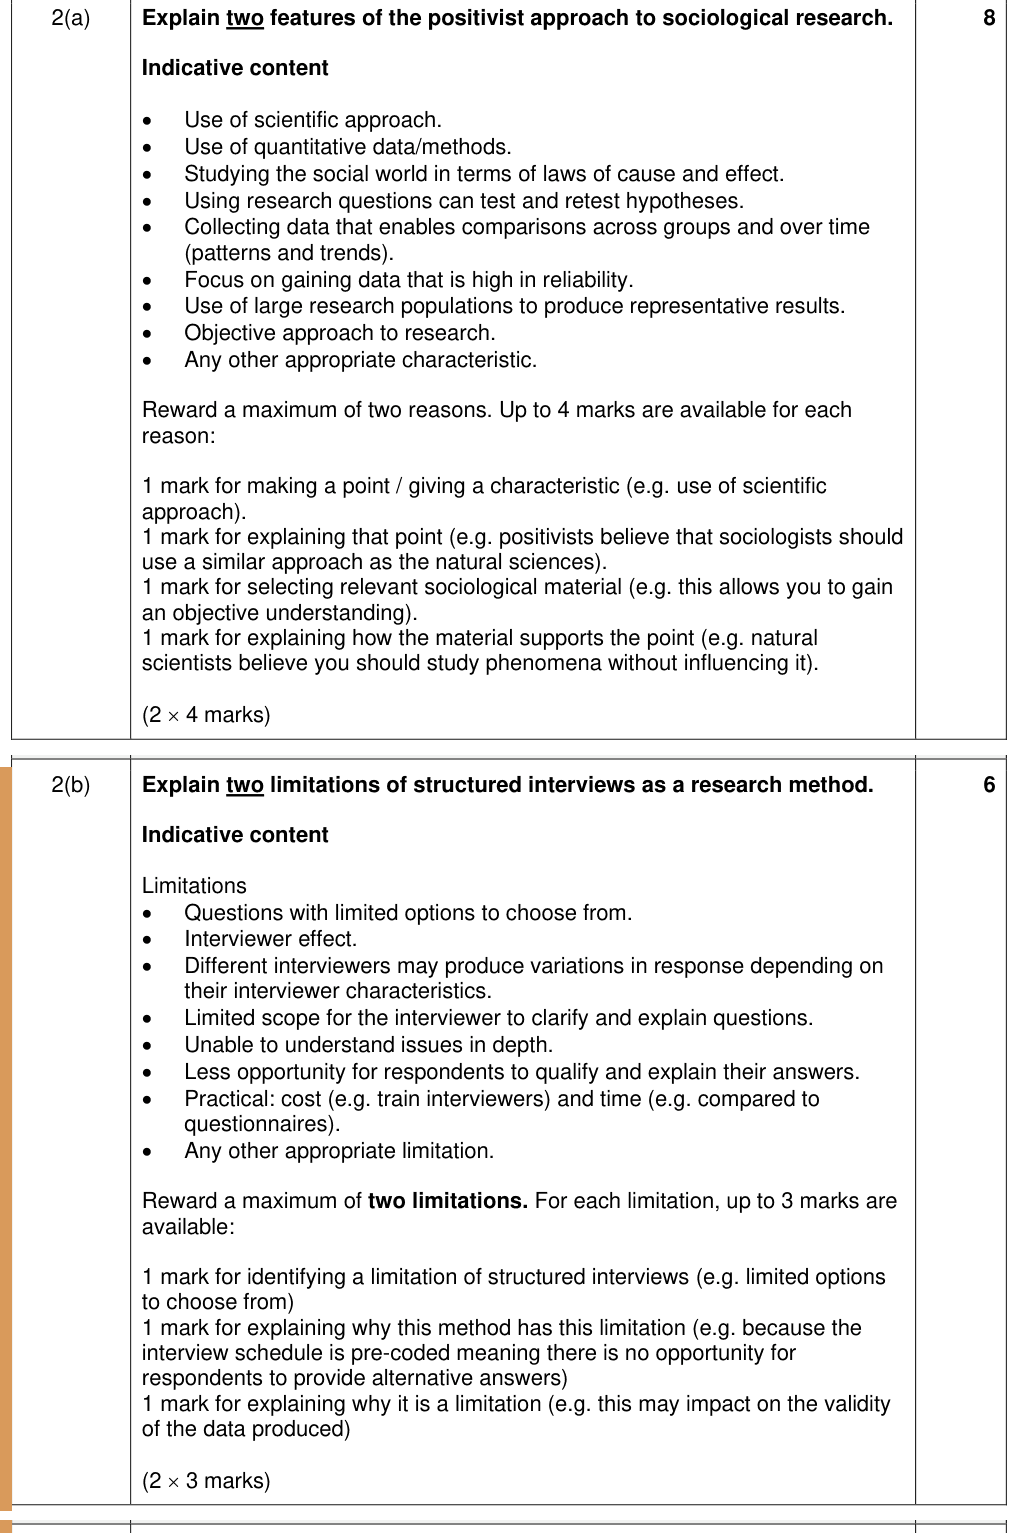 2(a)
Explain two features of the positivist approach to sociological research.
8
Indicative content
• Use of scientific approach.
• Use of quantitative data/methods.
• Studying the social world in terms of laws of cause and effect.
• Using research questions can test and retest hypotheses.
• Collecting data that enables comparisons across groups and over time
(patterns and trends).
• Focus on gaining data that is high in reliability.
• Use of large research populations to produce representative results.
• Objective approach to research.
• Any other appropriate characteristic.
Reward a maximum of two reasons. Up to 4 marks are available for each
reason:
1 mark for making a point / giving a characteristic (e.g. use of scientific
approach).
1 mark for explaining that point (e.g. positivists believe that sociologists should
use a similar approach as the natural sciences).
1 mark for selecting relevant sociological material (e.g. this allows you to gain
an objective understanding).
1 mark for explaining how the material supports the point (e.g. natural
scientists believe you should study phenomena without influencing it).
(2 × 4 marks)
2(b)
Explain two limitations of structured interviews as a research method.
6
Indicative content
Limitations
• Questions with limited options to choose from.
• Interviewer effect.
• Different interviewers may produce variations in response depending on
their interviewer characteristics.
• Limited scope for the interviewer to clarify and explain questions.
• Unable to understand issues in depth.
• Less opportunity for respondents to qualify and explain their answers.
• Practical: cost (e.g. train interviewers) and time (e.g. compared to
questionnaires).
• Any other appropriate limitation.
Reward a maximum of two limitations. For each limitation, up to 3 marks are
available:
1 mark for identifying a limitation of structured interviews (e.g. limited options
to choose from)
1 mark for explaining why this method has this limitation (e.g. because the
interview schedule is pre-coded meaning there is no opportunity for
respondents to provide alternative answers)
1 mark for explaining why it is a limitation (e.g. this may impact on the validity
of the data produced)
(2 × 3 marks)